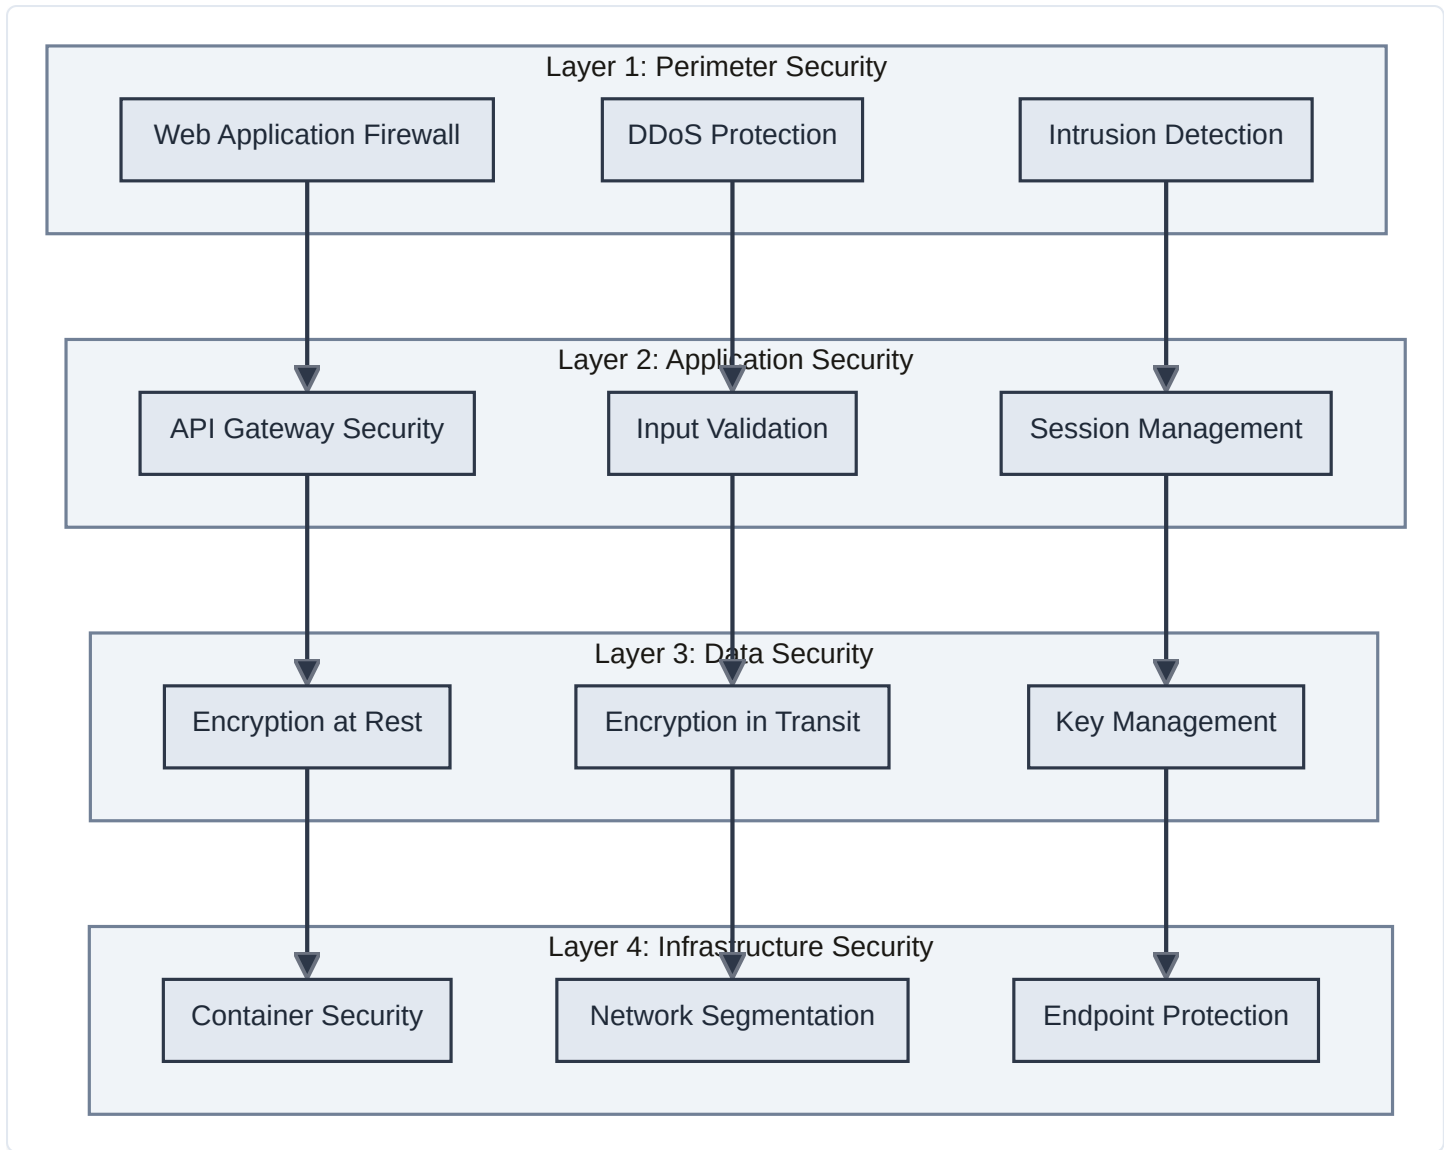 Layer 1: Perimeter Security
Web Application Firewall
DDoS Protection
Intrusion Detection
Layer 2: Application Security
API Gateway Security
Input Validation
Session Management
Layer 3: Data Security
Encryption at Rest
Encryption in Transit
Key Management
Layer 4: Infrastructure Security
Container Security
Network Segmentation
Endpoint Protection